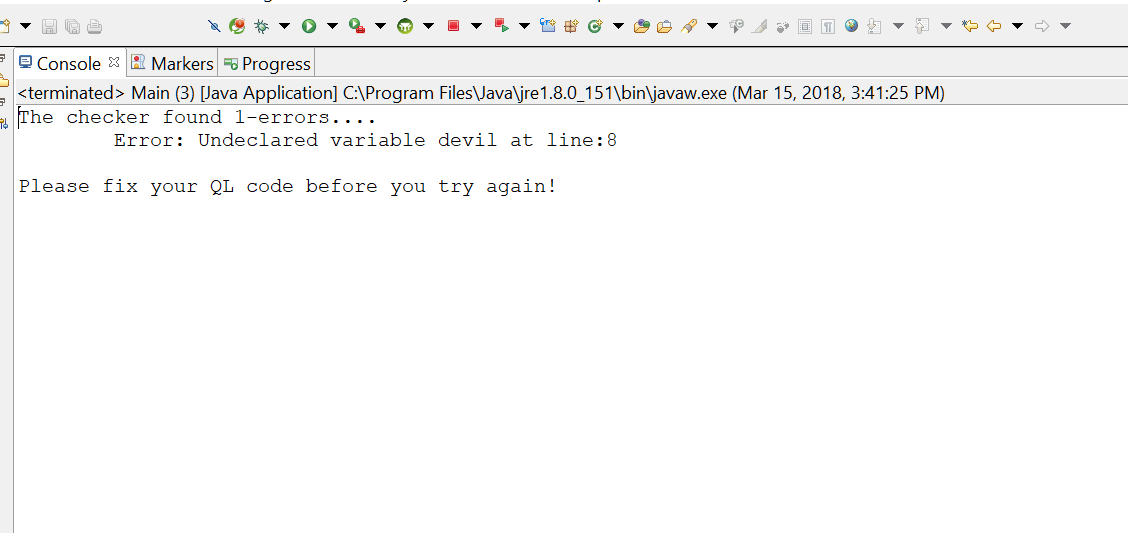 Console Markers Progress
<terminated> Main (3) [Java Application] C:\Program Files\Java\jre1.8.0_151\bin\javaw.exe (Mar 15, 2018, 3:41:25 PM)
The checker found 1-errors....
Error: Undeclared variable devil at line:8
Please fix your QL code before you try again!